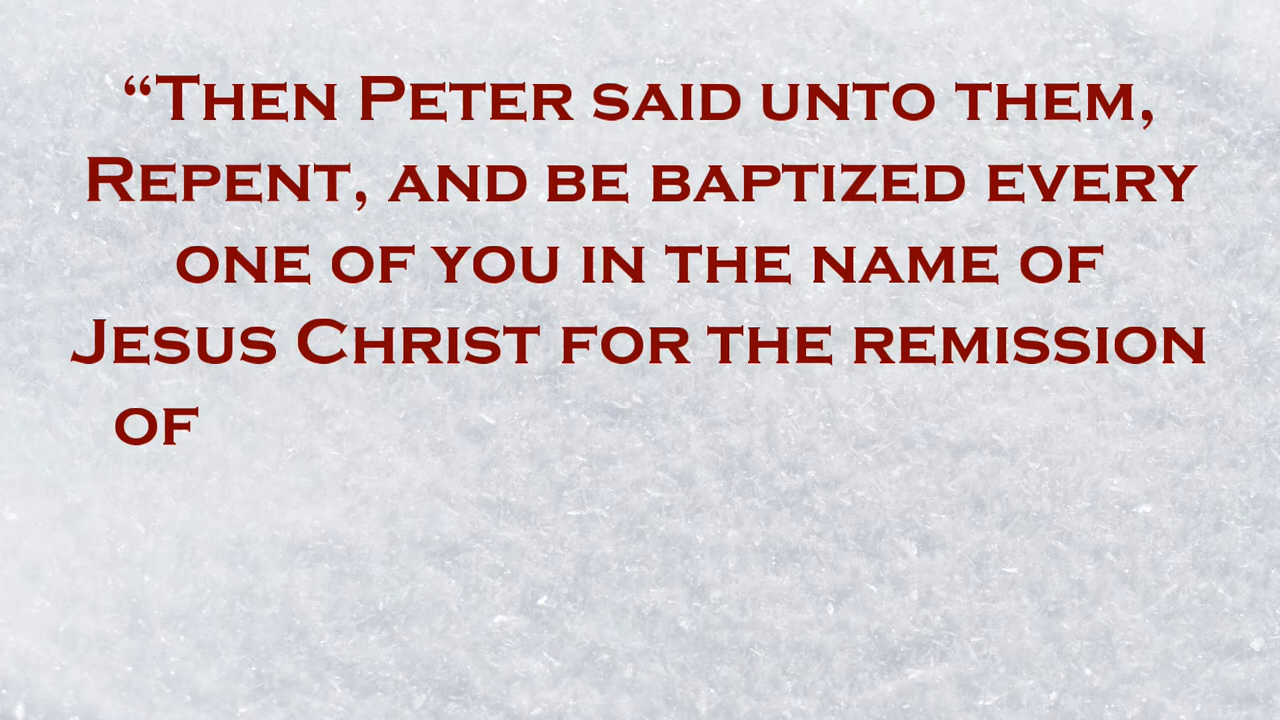 “Then Peter said unto them,
Repent, and be baptized every
one of you in the name of
Jesus Christ for the remission
of